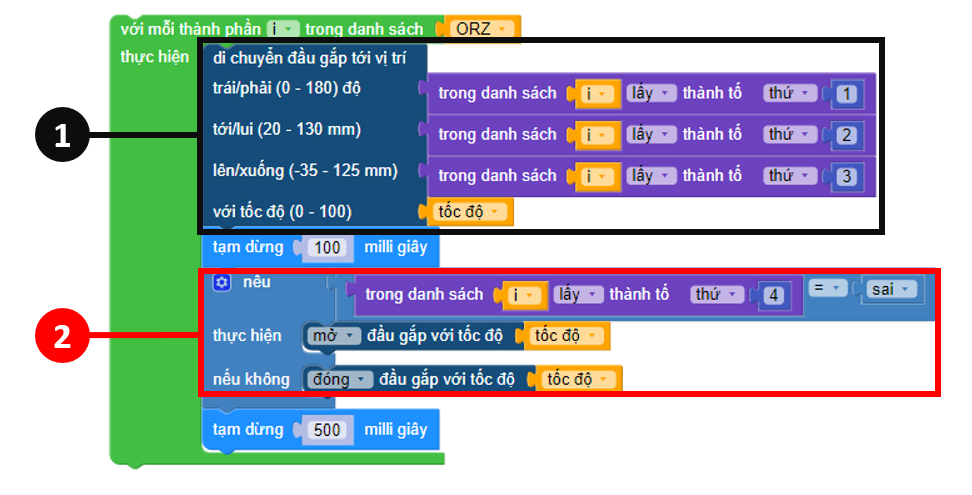 với mỗi thành phần i trong danh sách ORZ
thực hiện
di chuyển đầu gắp tới vị trí
trái/phải (0 - 180) độ trong danh sách i lấy thành tố thứ 1
1
tới/lui (20 - 130 mm) trong danh sách i lấy thành tố thứ 2
lên/xuống (-35 - 125 mm) trong danh sách i lấy thành tố thứ 3
với tốc độ (0 - 100) tốc độ
tạm dừng 100 milli giây
nếu trong danh sách i lấy thành tố thứ 4 = sai
2
thực hiện mở đầu gắp với tốc độ tốc độ
nếu không đóng đầu gắp với tốc độ tốc độ
tạm dừng 500 milli giây